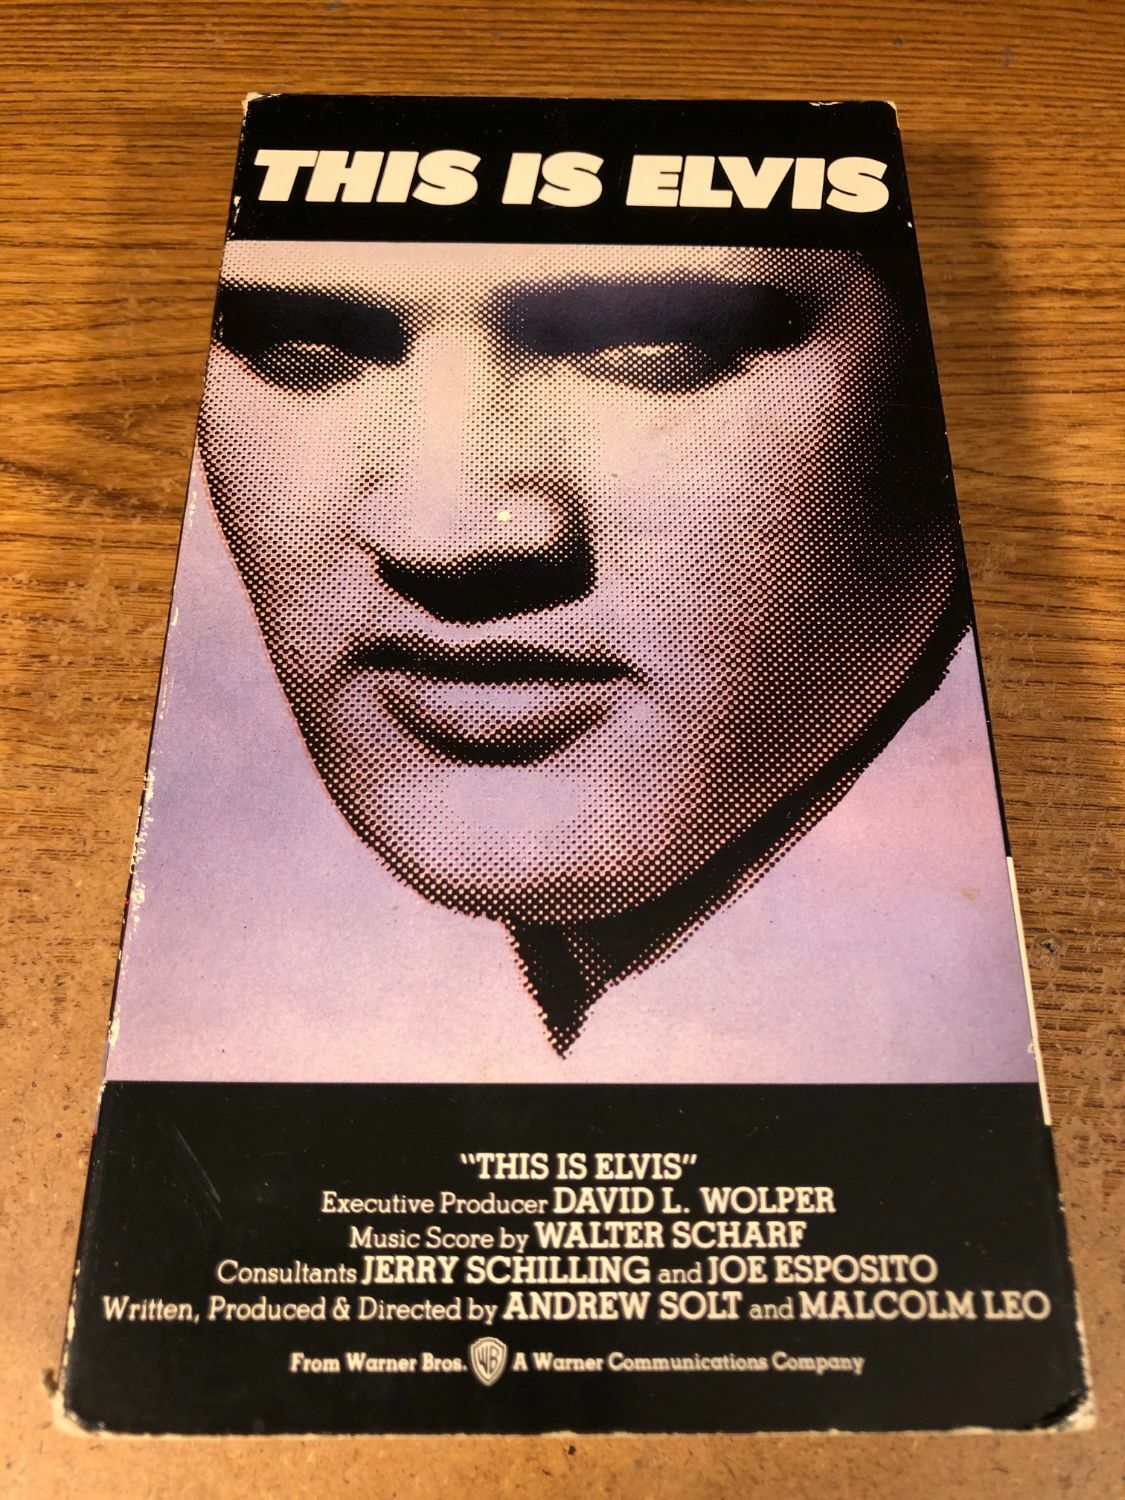 THIS IS ELVIS
"THIS IS ELVIS"
Executive Producer DAVID L. WOLPER
Music Score by WALTER SCHARF
Consultants JERRY SCHILLING and JOE ESPOSITO
Written, Produced & Directed by ANDREW SOLT and MALCOLM LEO
From Warner Bros. WB A Warner Communications Company